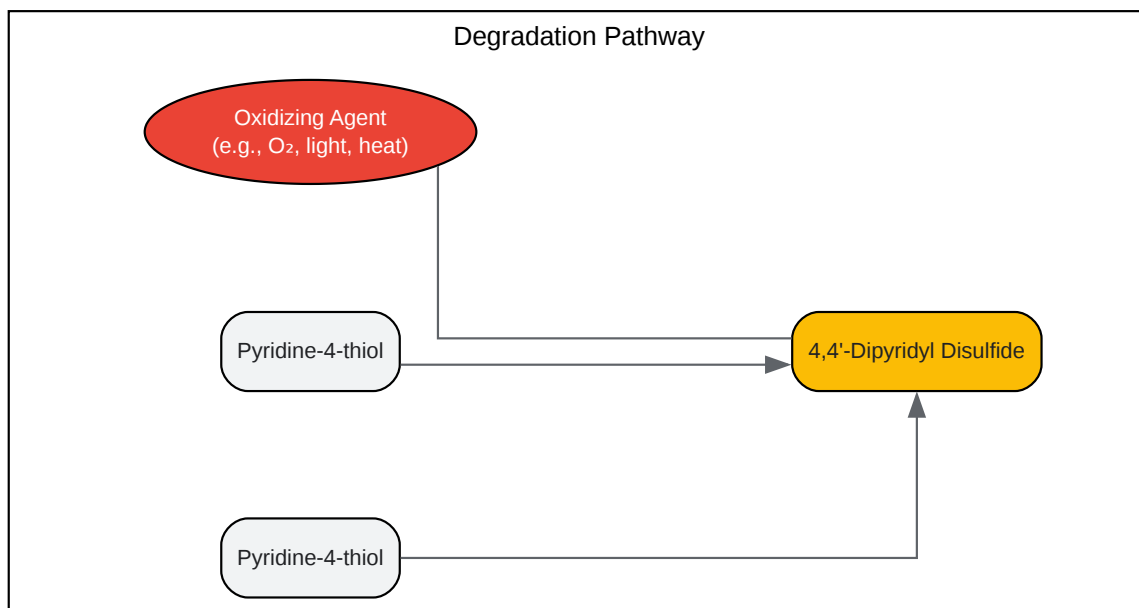 Degradation Pathway
Oxidizing Agent
(e.g., O₂, light, heat)
Pyridine-4-thiol
4,4'-Dipyridyl Disulfide
Pyridine-4-thiol